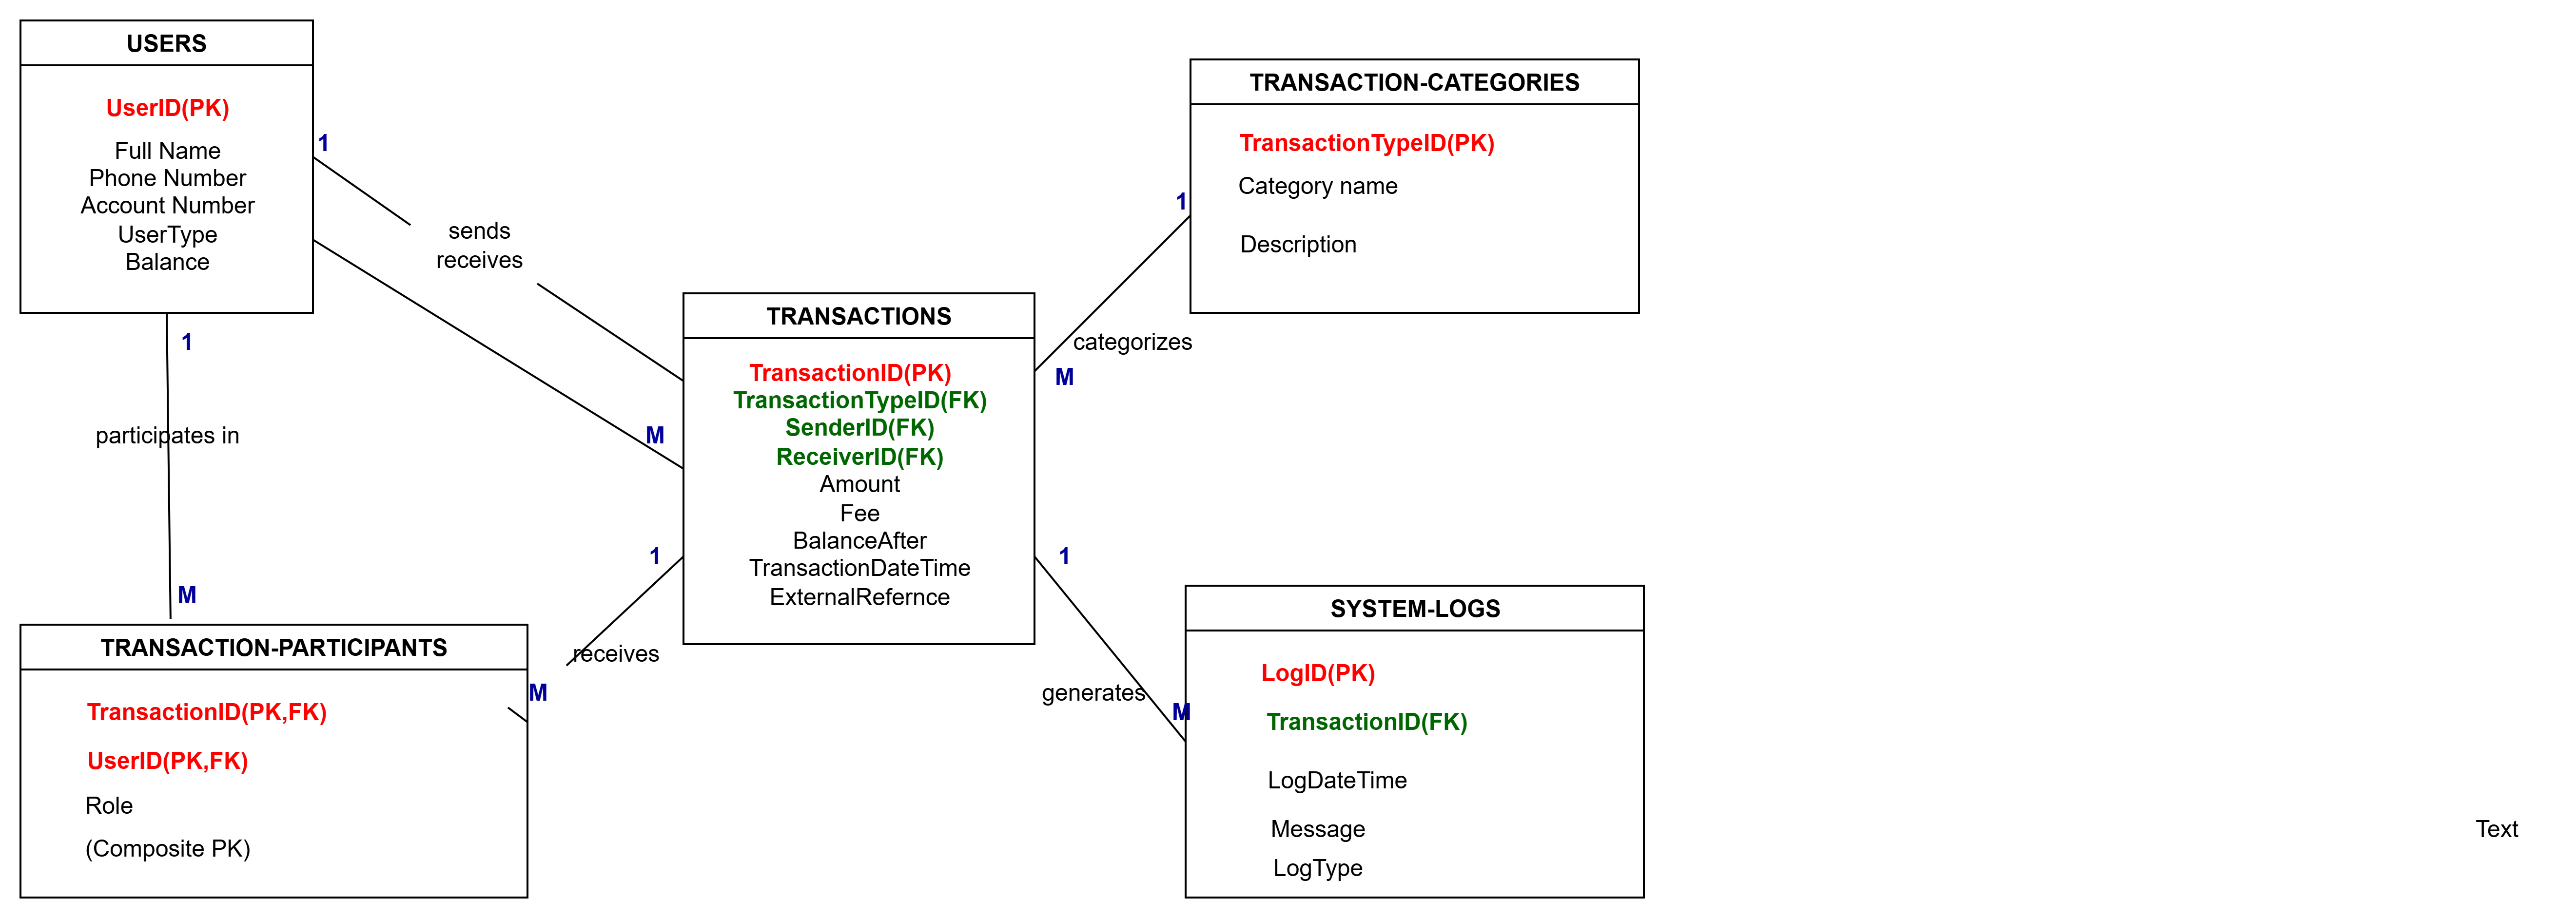 USERS
UserID(PK)
Full Name
Phone Number
Account Number
UserType
Balance
1
sends
receives
1
participates in
M
M
TRANSACTION-CATEGORIES
TransactionTypeID(PK)
Category name
Description
1
categorizes
M
TRANSACTIONS
TransactionID(PK)
TransactionTypeID(FK)
SenderID(FK)
ReceiverID(FK)
Amount
Fee
BalanceAfter
TransactionDateTime
ExternalRefernce
1
receives
M
1
generates
M
TRANSACTION-PARTICIPANTS
TransactionID(PK,FK)
UserID(PK,FK)
Role
(Composite PK)
SYSTEM-LOGS
LogID(PK)
TransactionID(FK)
LogDateTime
Message
LogType
Text